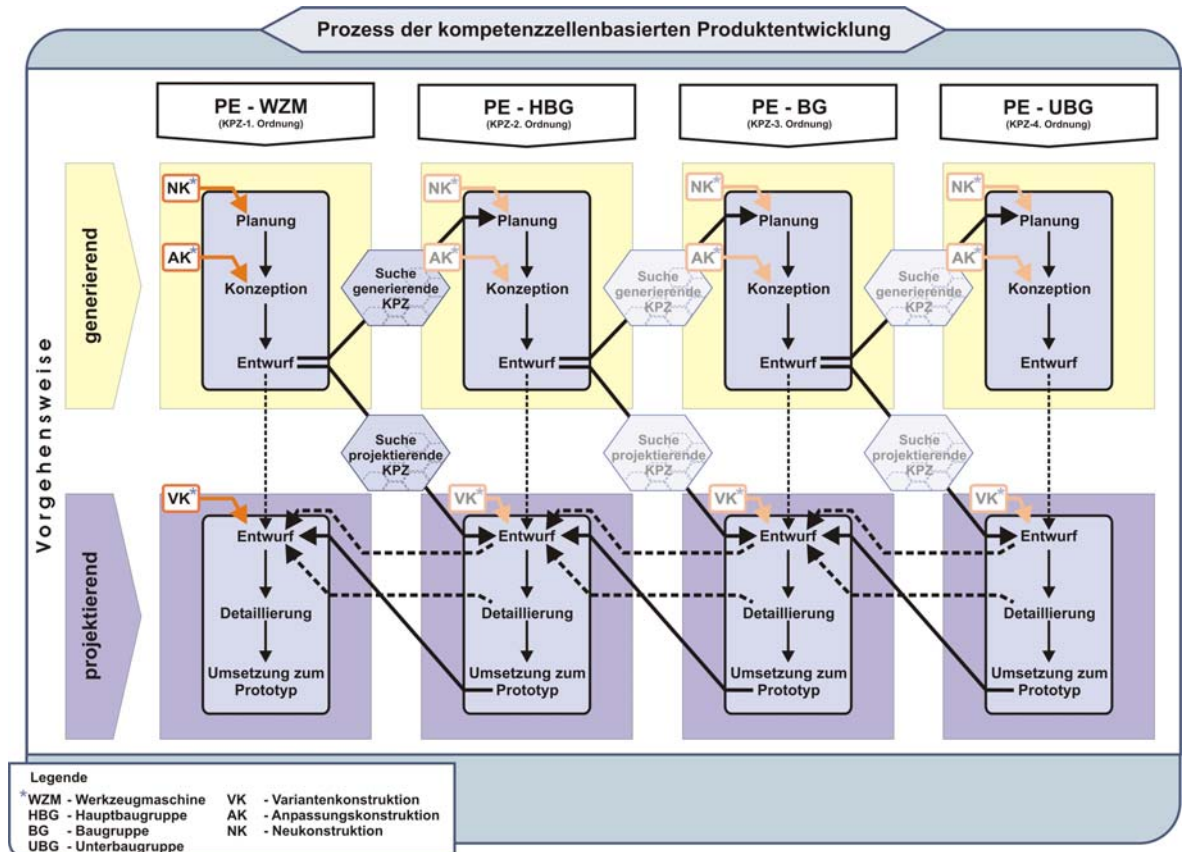 Prozess der kompetenzzellenbasierten Produktentwicklung
PE - WZM
(KPZ-1. Ordnung)
PE - HBG
(KPZ-2. Ordnung)
PE - BG
(KPZ-3. Ordnung)
PE - UBG
(KPZ-4. Ordnung)
Vorgehensweise
generierend
NK*
Planung
AK*
Konzeption
Entwurf
Suche
generierende
KPZ
NK*
Planung
AK*
Konzeption
Entwurf
Suche
generierende
KPZ
NK*
Planung
AK*
Konzeption
Entwurf
Suche
generierende
KPZ
NK*
Planung
AK*
Konzeption
Entwurf
Suche
projektierende
KPZ
Suche
projektierende
KPZ
Suche
projektierende
KPZ
projektierend
VK*
Entwurf
Detaillierung
Umsetzung zum
Prototyp
VK*
Entwurf
Detaillierung
Umsetzung zum
Prototyp
VK*
Entwurf
Detaillierung
Umsetzung zum
Prototyp
VK*
Entwurf
Detaillierung
Umsetzung zum
Prototyp
Legende
*WZM - Werkzeugmaschine VK - Variantenkonstruktion
HBG - Hauptbaugruppe AK - Anpassungskonstruktion
BG - Baugruppe NK - Neukonstruktion
UBG - Unterbaugruppe